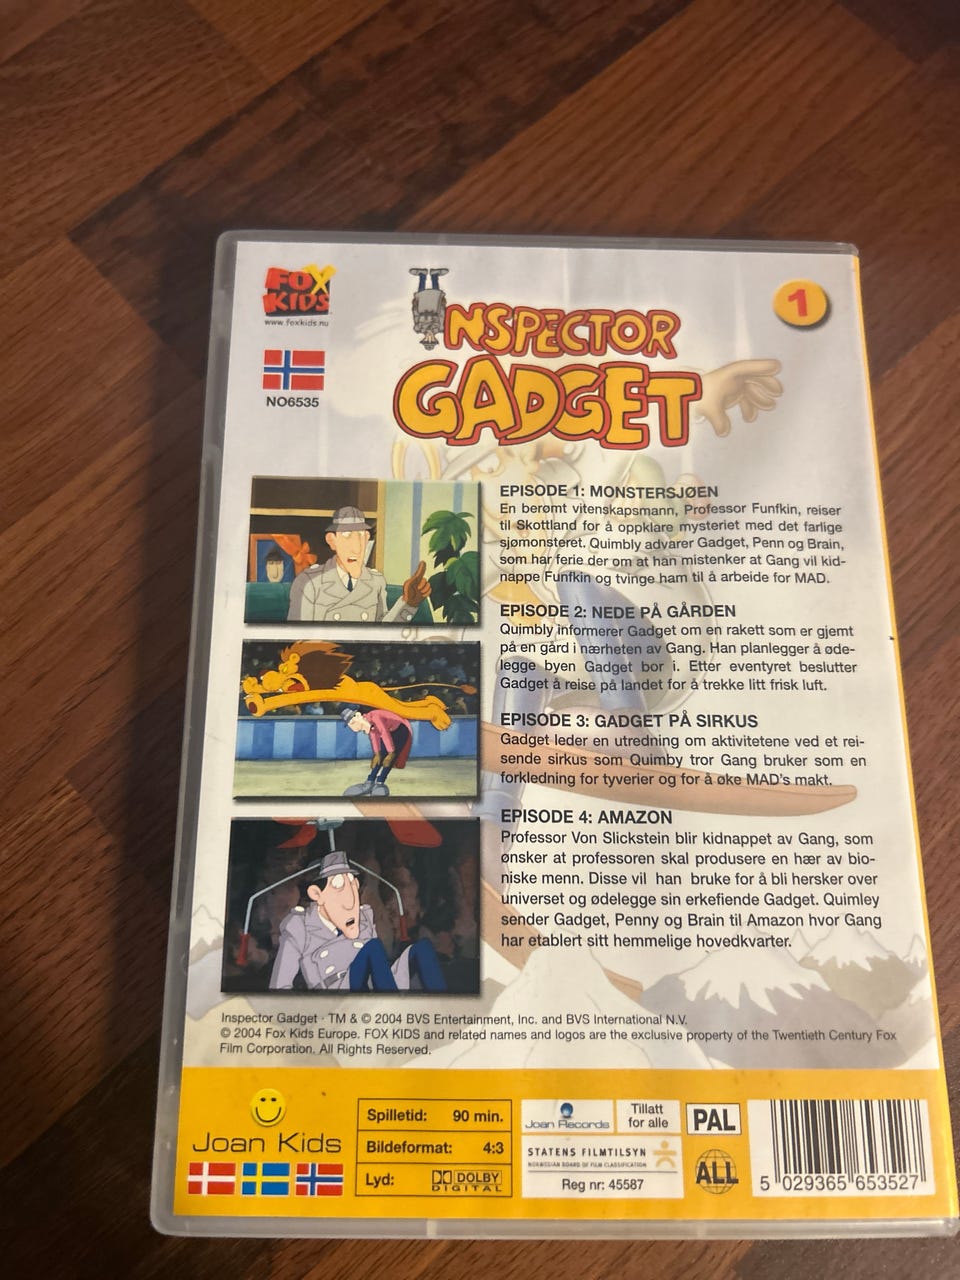 FOX
KIDS
www.foxkids.nu
NO6535
INSPECTOR
GADGET
1
EPISODE 1: MONSTERSJØEN
En berømt vitenskapsmann, Professor Funfkin, reiser
til Skottland for å oppklare mysteriet med det farlige
sjømonsteret. Quimbly advarer Gadget, Penn og Brain,
som har ferie der om at han mistenker at Gang vil kid-
nappe Funfkin og tvinge ham til å arbeide for MAD.
EPISODE 2: NEDE PÅ GÅRDEN
Quimbly informerer Gadget om en rakett som er gjemt
på en gård i nærheten av Gang. Han planlegger å øde-
legge byen Gadget bor i. Etter eventyret beslutter
Gadget å reise på landet for å trekke litt frisk luft.
EPISODE 3: GADGET PÅ SIRKUS
Gadget leder en utredning om aktivitetene ved et rei-
sende sirkus som Quimby tror Gang bruker som en
forkledning for tyverier og for å øke MAD's makt.
EPISODE 4: AMAZON
Professor Von Slickstein blir kidnappet av Gang, som
ønsker at professoren skal produsere en hær av bio-
niske menn. Disse vil han bruke for å bli hersker over
universet og ødelegge sin erkefiende Gadget. Quimley
sender Gadget, Penny og Brain til Amazon hvor Gang
har etablert sitt hemmelige hovedkvarter.
Inspector Gadget · TM & © 2004 BVS Entertainment, Inc. and BVS International N.V.
© 2004 Fox Kids Europe. FOX KIDS and related names and logos are the exclusive property of the Twentieth Century Fox
Film Corporation. All Rights Reserved.
Joan Kids
Spilletid: 90 min.
Bildeformat: 4:3
Lyd: DOLBY
DIGITAL
Joan Records
Tillatt
for alle
STATENS FILMTILSYN
NORWEGIAN BOARD OF FILM CLASSIFICATION
Reg nr: 45587
PAL
ALL
5 029365 653527